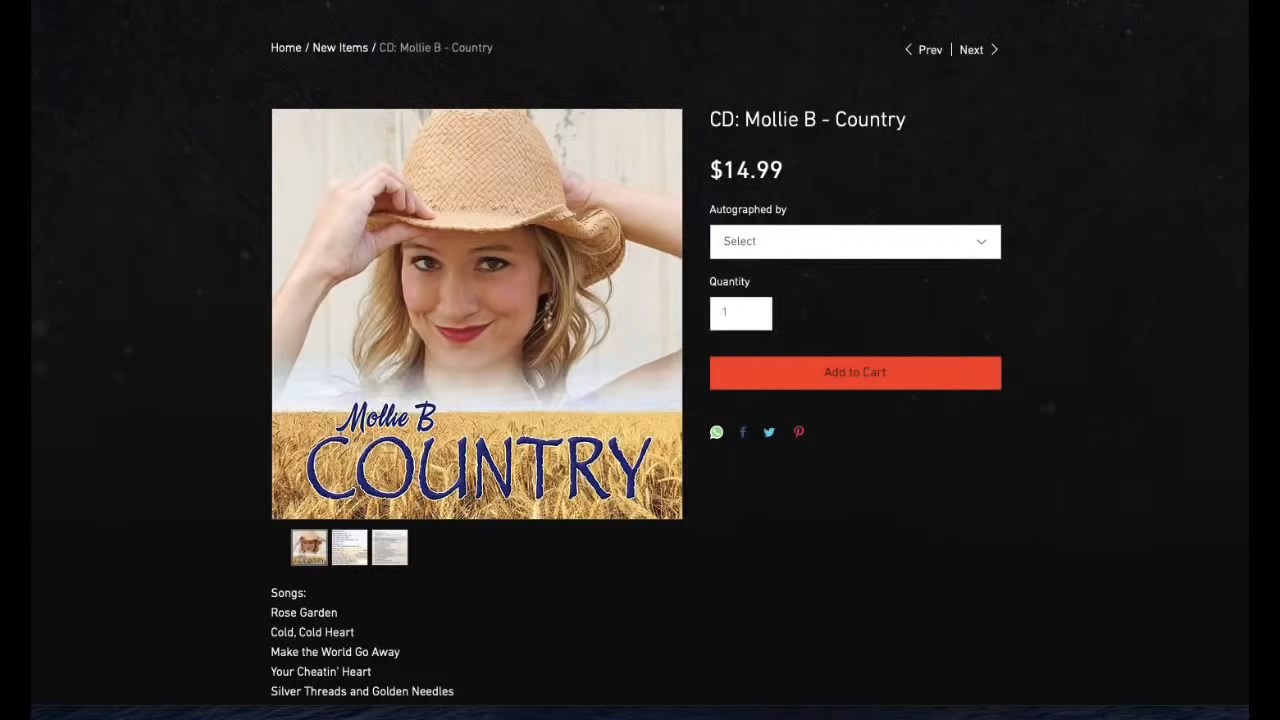 Home / New Items / CD: Mollie B - Country
Prev | Next
CD: Mollie B - Country
$14.99
Autographed by
Select
Quantity
1
Add to Cart
Mollie B
COUNTRY
Songs:
Rose Garden
Cold, Cold Heart
Make the World Go Away
Your Cheatin' Heart
Silver Threads and Golden Needles